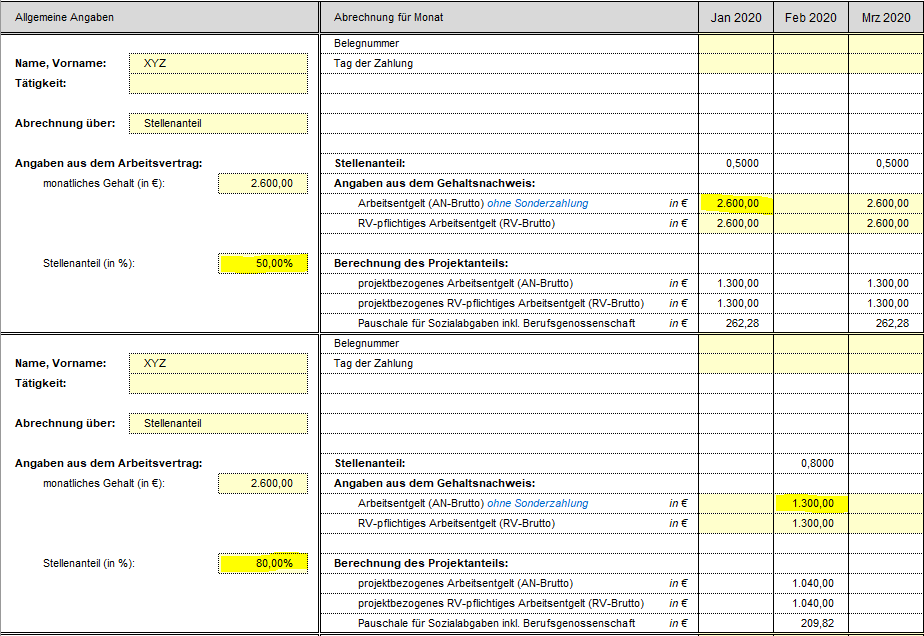 Allgemeine Angaben Abrechnung für Monat Jan 2020 Feb 2020 Mrz 2020
Belegnummer
Name, Vorname: XYZ Tag der Zahlung
Tätigkeit:
Abrechnung über: Stellenanteil
Angaben aus dem Arbeitsvertrag: Stellenanteil: 0,5000 0,5000
monatliches Gehalt (in €): 2.600,00 Angaben aus dem Gehaltsnachweis:
Arbeitsentgelt (AN-Brutto) ohne Sonderzahlung in € 2.600,00 2.600,00
RV-pflichtiges Arbeitsentgelt (RV-Brutto) in € 2.600,00 2.600,00
Stellenanteil (in %): 50,00% Berechnung des Projektanteils:
projektbezogenes Arbeitsentgelt (AN-Brutto) in € 1.300,00 1.300,00
projektbezogenes RV-pflichtiges Arbeitsentgelt (RV-Brutto) in € 1.300,00 1.300,00
Pauschale für Sozialabgaben inkl. Berufsgenossenschaft in € 262,28 262,28
Belegnummer
Name, Vorname: XYZ Tag der Zahlung
Tätigkeit:
Abrechnung über: Stellenanteil
Angaben aus dem Arbeitsvertrag: Stellenanteil: 0,8000
monatliches Gehalt (in €): 2.600,00 Angaben aus dem Gehaltsnachweis:
Arbeitsentgelt (AN-Brutto) ohne Sonderzahlung in € 1.300,00
RV-pflichtiges Arbeitsentgelt (RV-Brutto) in € 1.300,00
Stellenanteil (in %): 80,00% Berechnung des Projektanteils:
projektbezogenes Arbeitsentgelt (AN-Brutto) in € 1.040,00
projektbezogenes RV-pflichtiges Arbeitsentgelt (RV-Brutto) in € 1.040,00
Pauschale für Sozialabgaben inkl. Berufsgenossenschaft in € 209,82